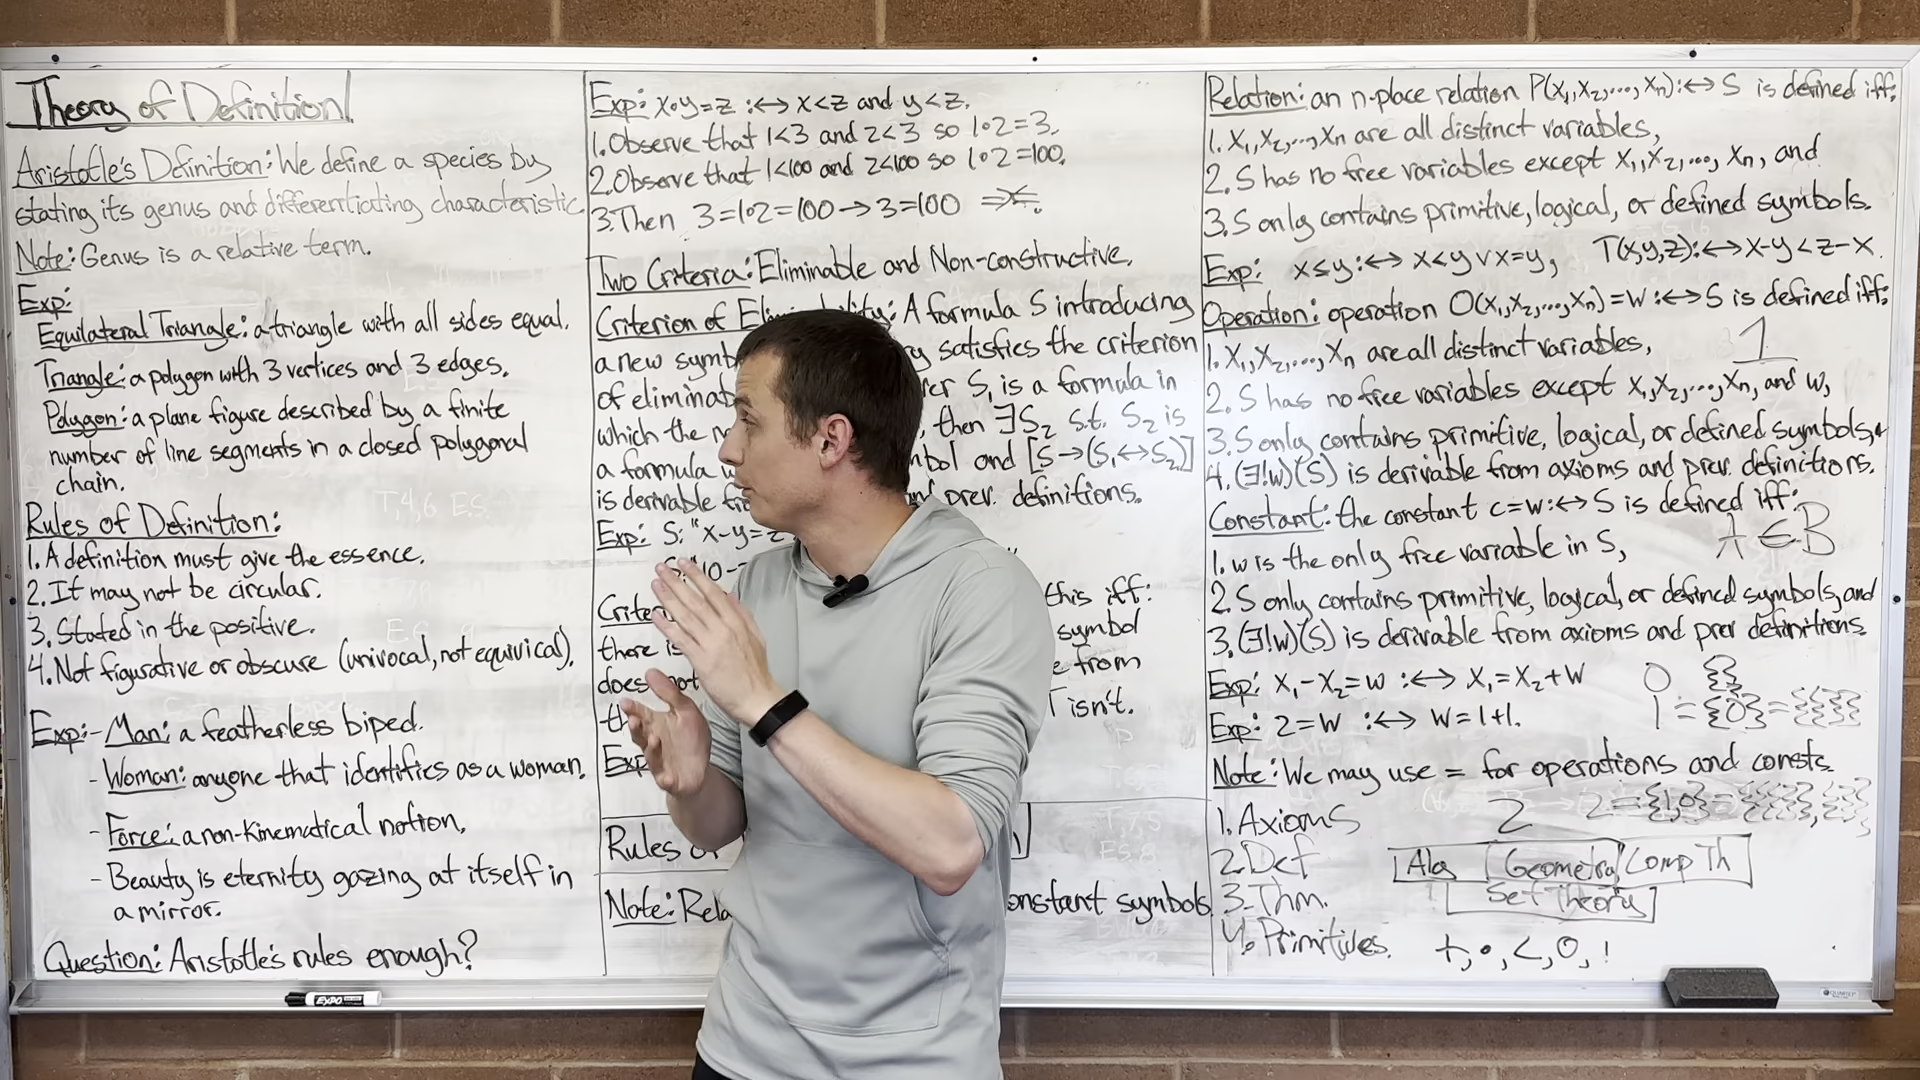 Theory of Definition
Aristotle's Definition: We define a species by
stating its genus and differentiating characteristic.
Note: Genus is a relative term.
Exp:
Equilateral Triangle: a triangle with all sides equal.
Triangle: a polygon with 3 vertices and 3 edges.
Polygon: a plane figure described by a finite
number of line segments in a closed polygonal
chain.
Rules of Definition:
1. A definition must give the essence.
2. It may not be circular.
3. Stated in the positive.
4. Not figurative or obscure (univocal, not equivical).
Exp: - Man: a featherless biped.
- Woman: anyone that identifies as a woman.
- Force: a non-kinematical notion.
- Beauty is eternity gazing at itself in
a mirror.
Question: Aristotle's rules enough?
EXPO
Exp: x∘y=z :↔ x<z and y<z.
1. Observe that 1<3 and 2<3 so 1∘2=3.
2. Observe that 1<100 and 2<100 so 1∘2=100.
3. Then 3=1∘2=100→3=100
Two Criteria: Eliminable and Non-constructive.
Criterion of A formula S introducing
a new satisfies the criterion
of S₁ is a formula in
which the then ∃S₂ s.t. S₂ is
a formula and [S→(S₁↔S₂)]
is derivable prev. definitions.
Exp: S: "x-y=z
this iff:
there is symbol
does not from
isn't.
Rules
Note: constant symbols
Relation: an n-place relation P(x₁,x₂,...,xₙ):↔S is defined iff:
1. x₁,x₂,...,xₙ are all distinct variables,
2. S has no free variables except x₁,x₂,...,xₙ, and
3. S only contains primitive, logical, or defined symbols.
Exp: x≤y:↔ x<y∨x=y, T(x,y,z):↔x-y<z-x.
Operation: operation O(x₁,x₂,...,xₙ)=w:↔S is defined iff:
1. x₁,x₂,...,xₙ are all distinct variables, 1
2. S has no free variables except x₁,x₂,...,xₙ, and w,
3. S only contains primitive, logical, or defined symbols,
4. (∃!w)(S) is derivable from axioms and prev. definitions.
Constant: the constant c=w:↔S is defined iff:
1. w is the only free variable in S, A∈B
2. S only contains primitive, logical, or defined symbols, and
3. (∃!w)(S) is derivable from axioms and prev definitions.
Exp: x₁-x₂=w :↔ x₁=x₂+w 0 {}
Exp: 2=w :↔ w=1+1. 1={0}={{}}
Note: We may use = for operations and consts.
1. Axioms 2 2={1,0}=
2. Def Alg Geometry Comp Th
3. Thm. Set Theory
4. Primitives. +,∘,<,0,!
QUARTET